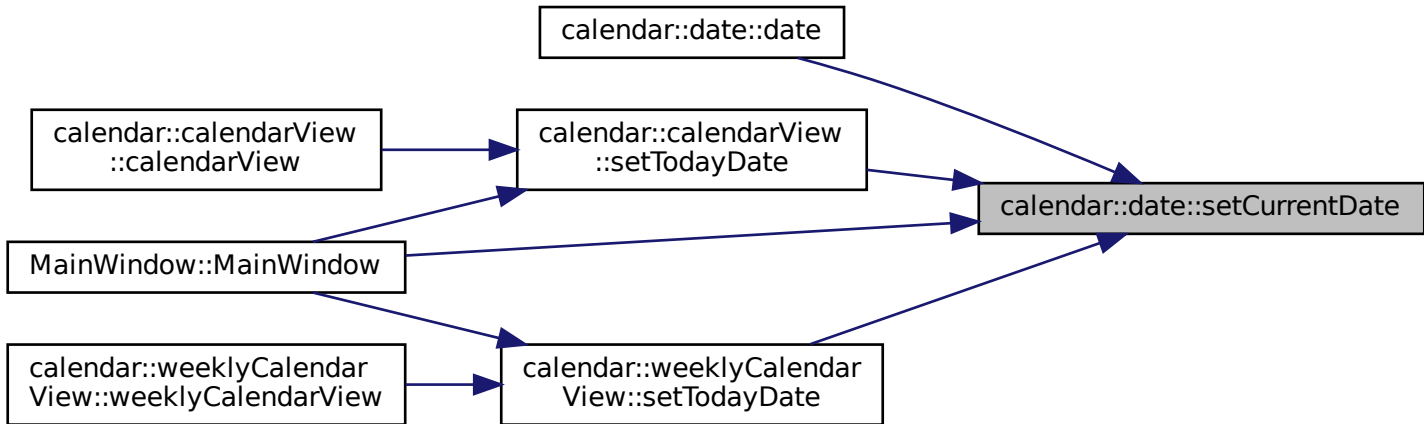 calendar::date::date
calendar::calendarView
::calendarView
calendar::calendarView
::setTodayDate
calendar::date::setCurrentDate
MainWindow::MainWindow
calendar::weeklyCalendar
View::weeklyCalendarView
calendar::weeklyCalendar
View::setTodayDate